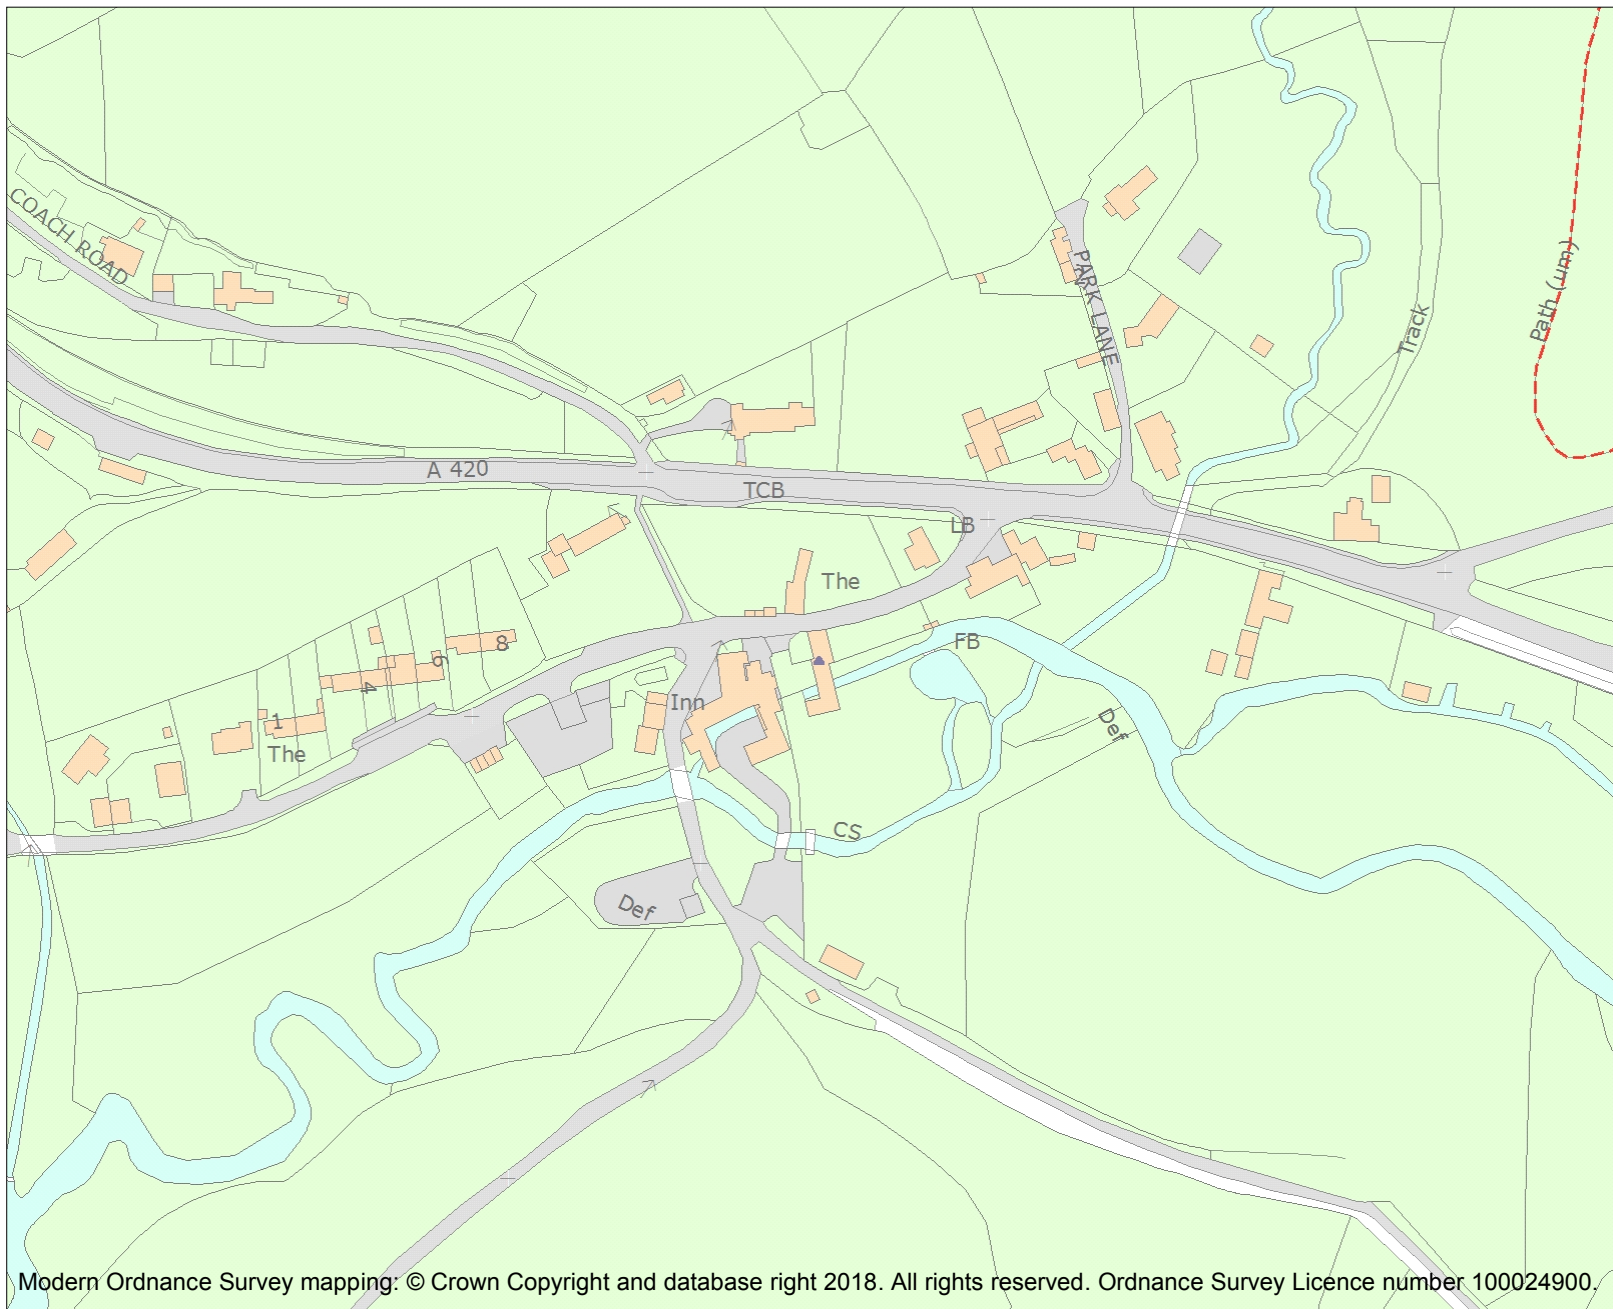 COACH ROAD
PARK LANE
Path (um)
Track
A 420
TCB
LB
The
FB
8
6
4
Inn
1
The
Def
CS
Def
Modern Ordnance Survey mapping: © Crown Copyright and database right 2018. All rights reserved. Ordnance Survey Licence number 100024900.